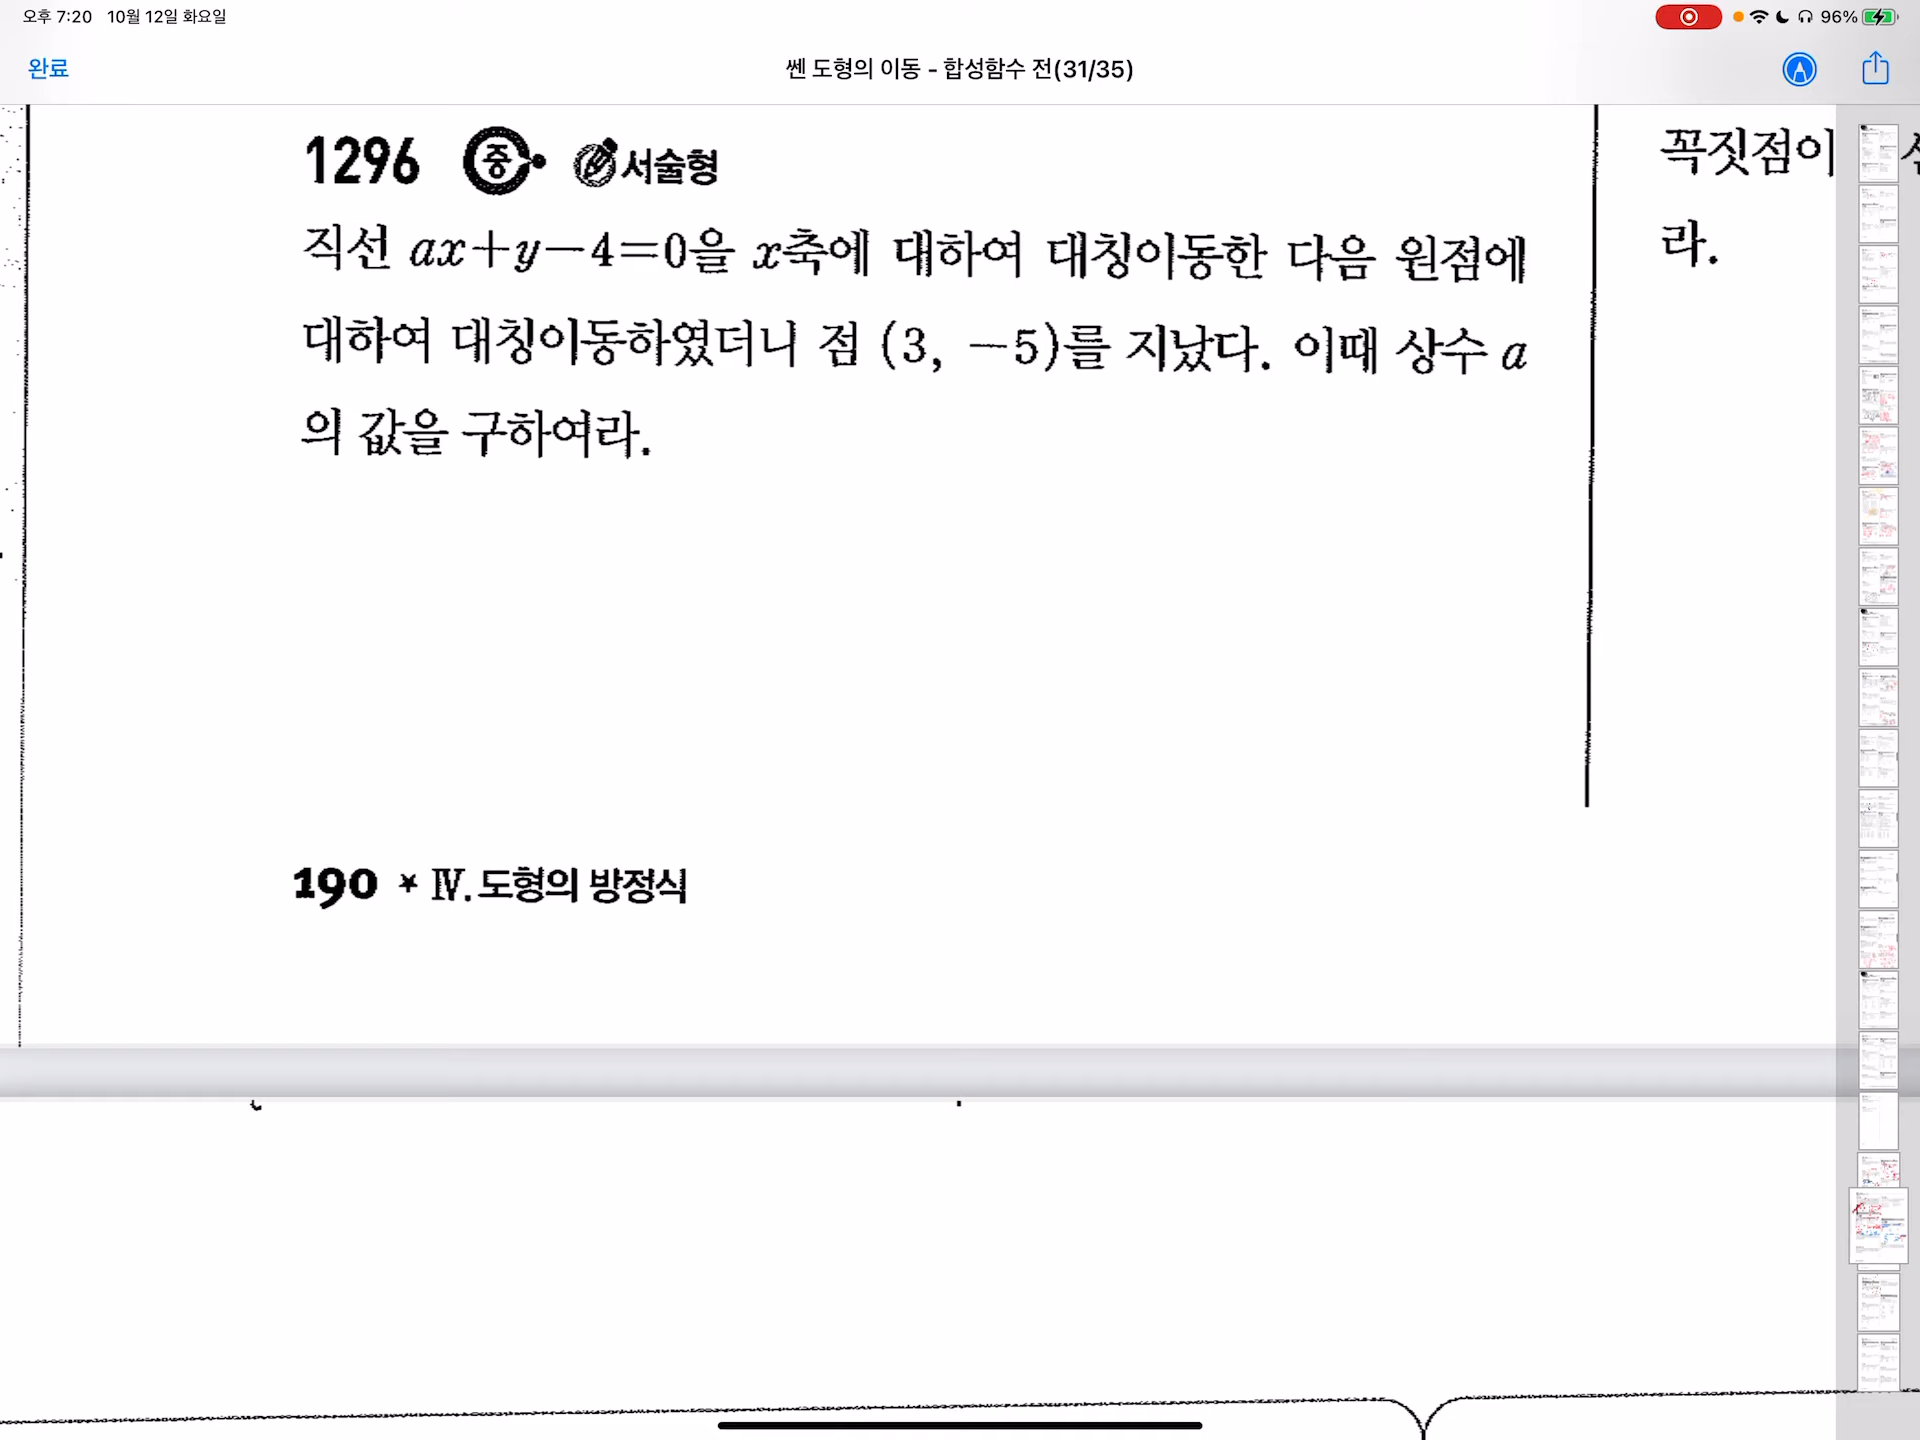 오후 7:20 10월 12일 화요일
96%
완료
쎈 도형의 이동 - 합성함수 전(31/35)
1296 중 서술형
직선 ax+y-4=0을 x축에 대하여 대칭이동한 다음 원점에
대하여 대칭이동하였더니 점 (3, -5)를 지났다. 이때 상수 a
의 값을 구하여라.
꼭짓점이
라.
190 * Ⅳ.도형의 방정식